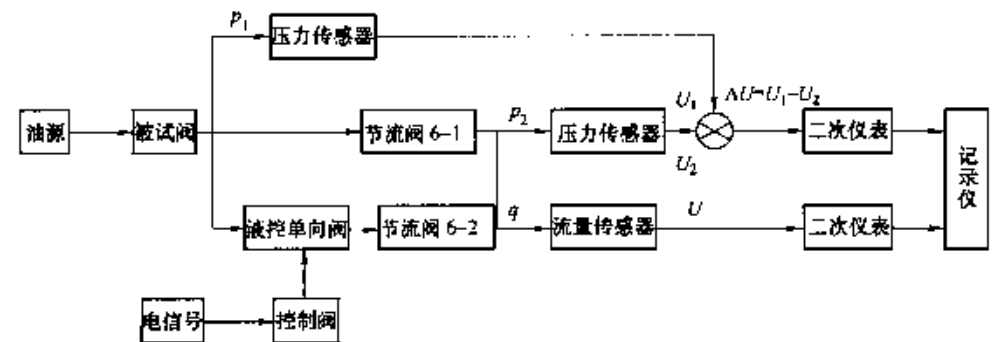 p₁
压力传感器
U₁
ΔU=U₁-U₂
油源
被试阀
节流阀 6-1
p₂
压力传感器
二次仪表
记录仪
U₂
液控单向阀
节流阀 6-2
q
流量传感器
U
二次仪表
电信号
控制阀